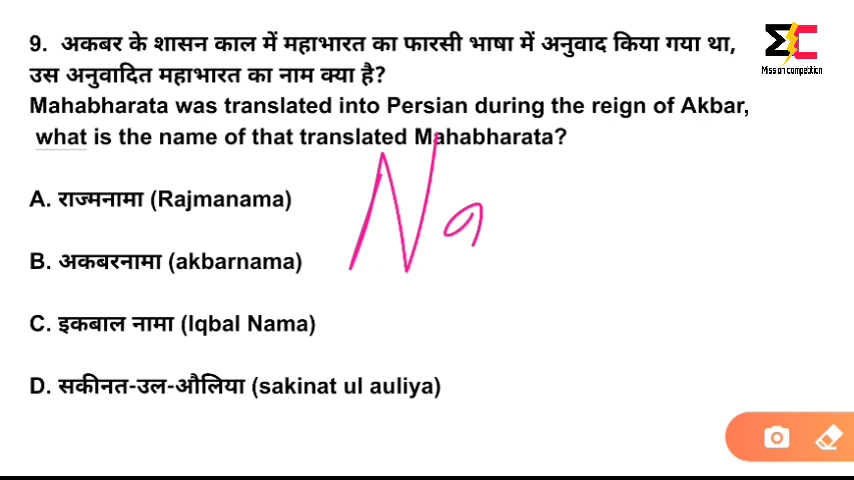 9. अकबर के शासन काल में महाभारत का फारसी भाषा में अनुवाद किया गया था,
उस अनुवादित महाभारत का नाम क्या है?
Mahabharata was translated into Persian during the reign of Akbar,
what is the name of that translated Mahabharata?
A. राज्मनामा (Rajmanama)
B. अकबरनामा (akbarnama)
C. इकबाल नामा (Iqbal Nama)
D. सकीनत-उल-औलिया (sakinat ul auliya)
Na
Mission competition